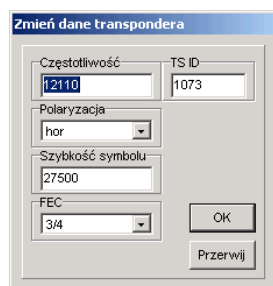 Zmień dane transpondera
Częstotliwość
TS ID
12110
1073
Polaryzacja
hor
Szybkość symbolu
27500
FEC
3/4
OK
Przerwij